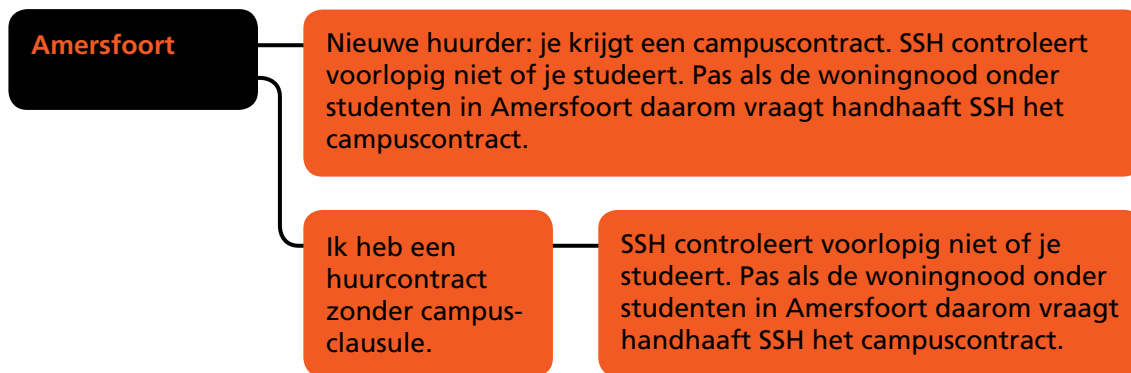 Amersfoort
Nieuwe huurder: je krijgt een campuscontract. SSH controleert
voorlopig niet of je studeert. Pas als de woningnood onder
studenten in Amersfoort daarom vraagt handhaaft SSH het
campuscontract.
Ik heb een
huurcontract
zonder campus-
clausule.
SSH controleert voorlopig niet of je
studeert. Pas als de woningnood onder
studenten in Amersfoort daarom vraagt
handhaaft SSH het campuscontract.